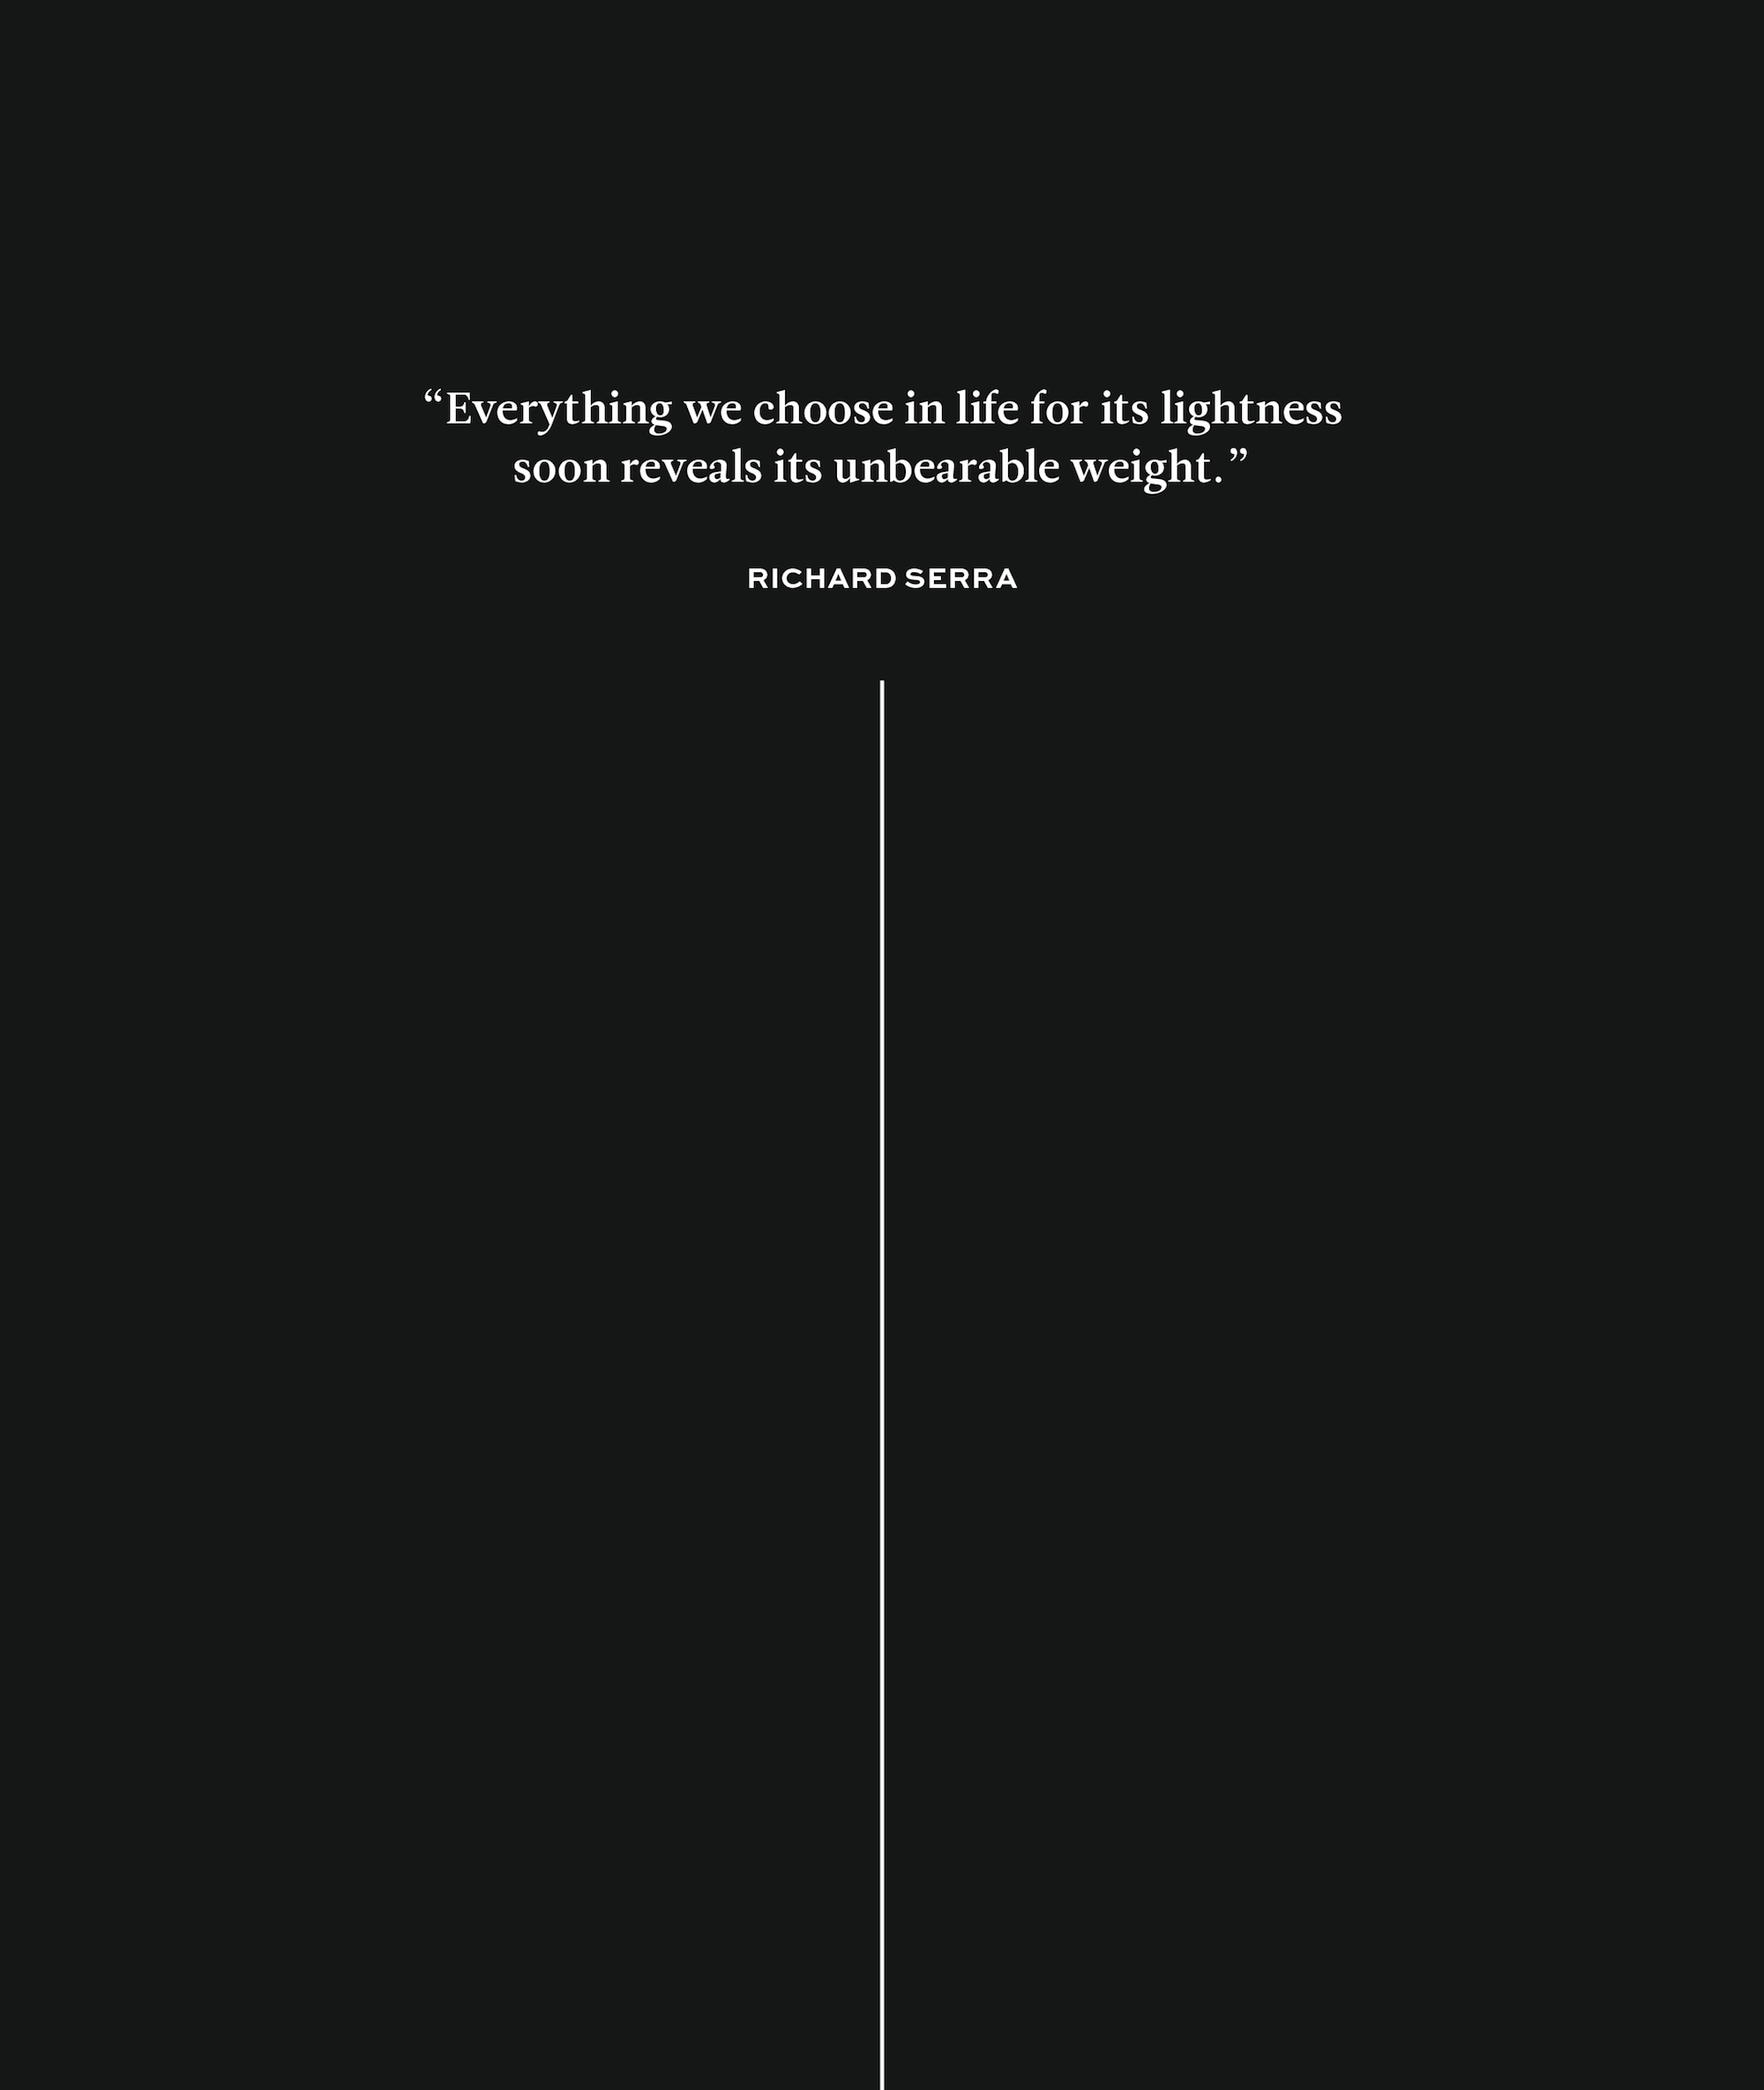 “Everything we choose in life for its lightness
soon reveals its unbearable weight.”
RICHARD SERRA